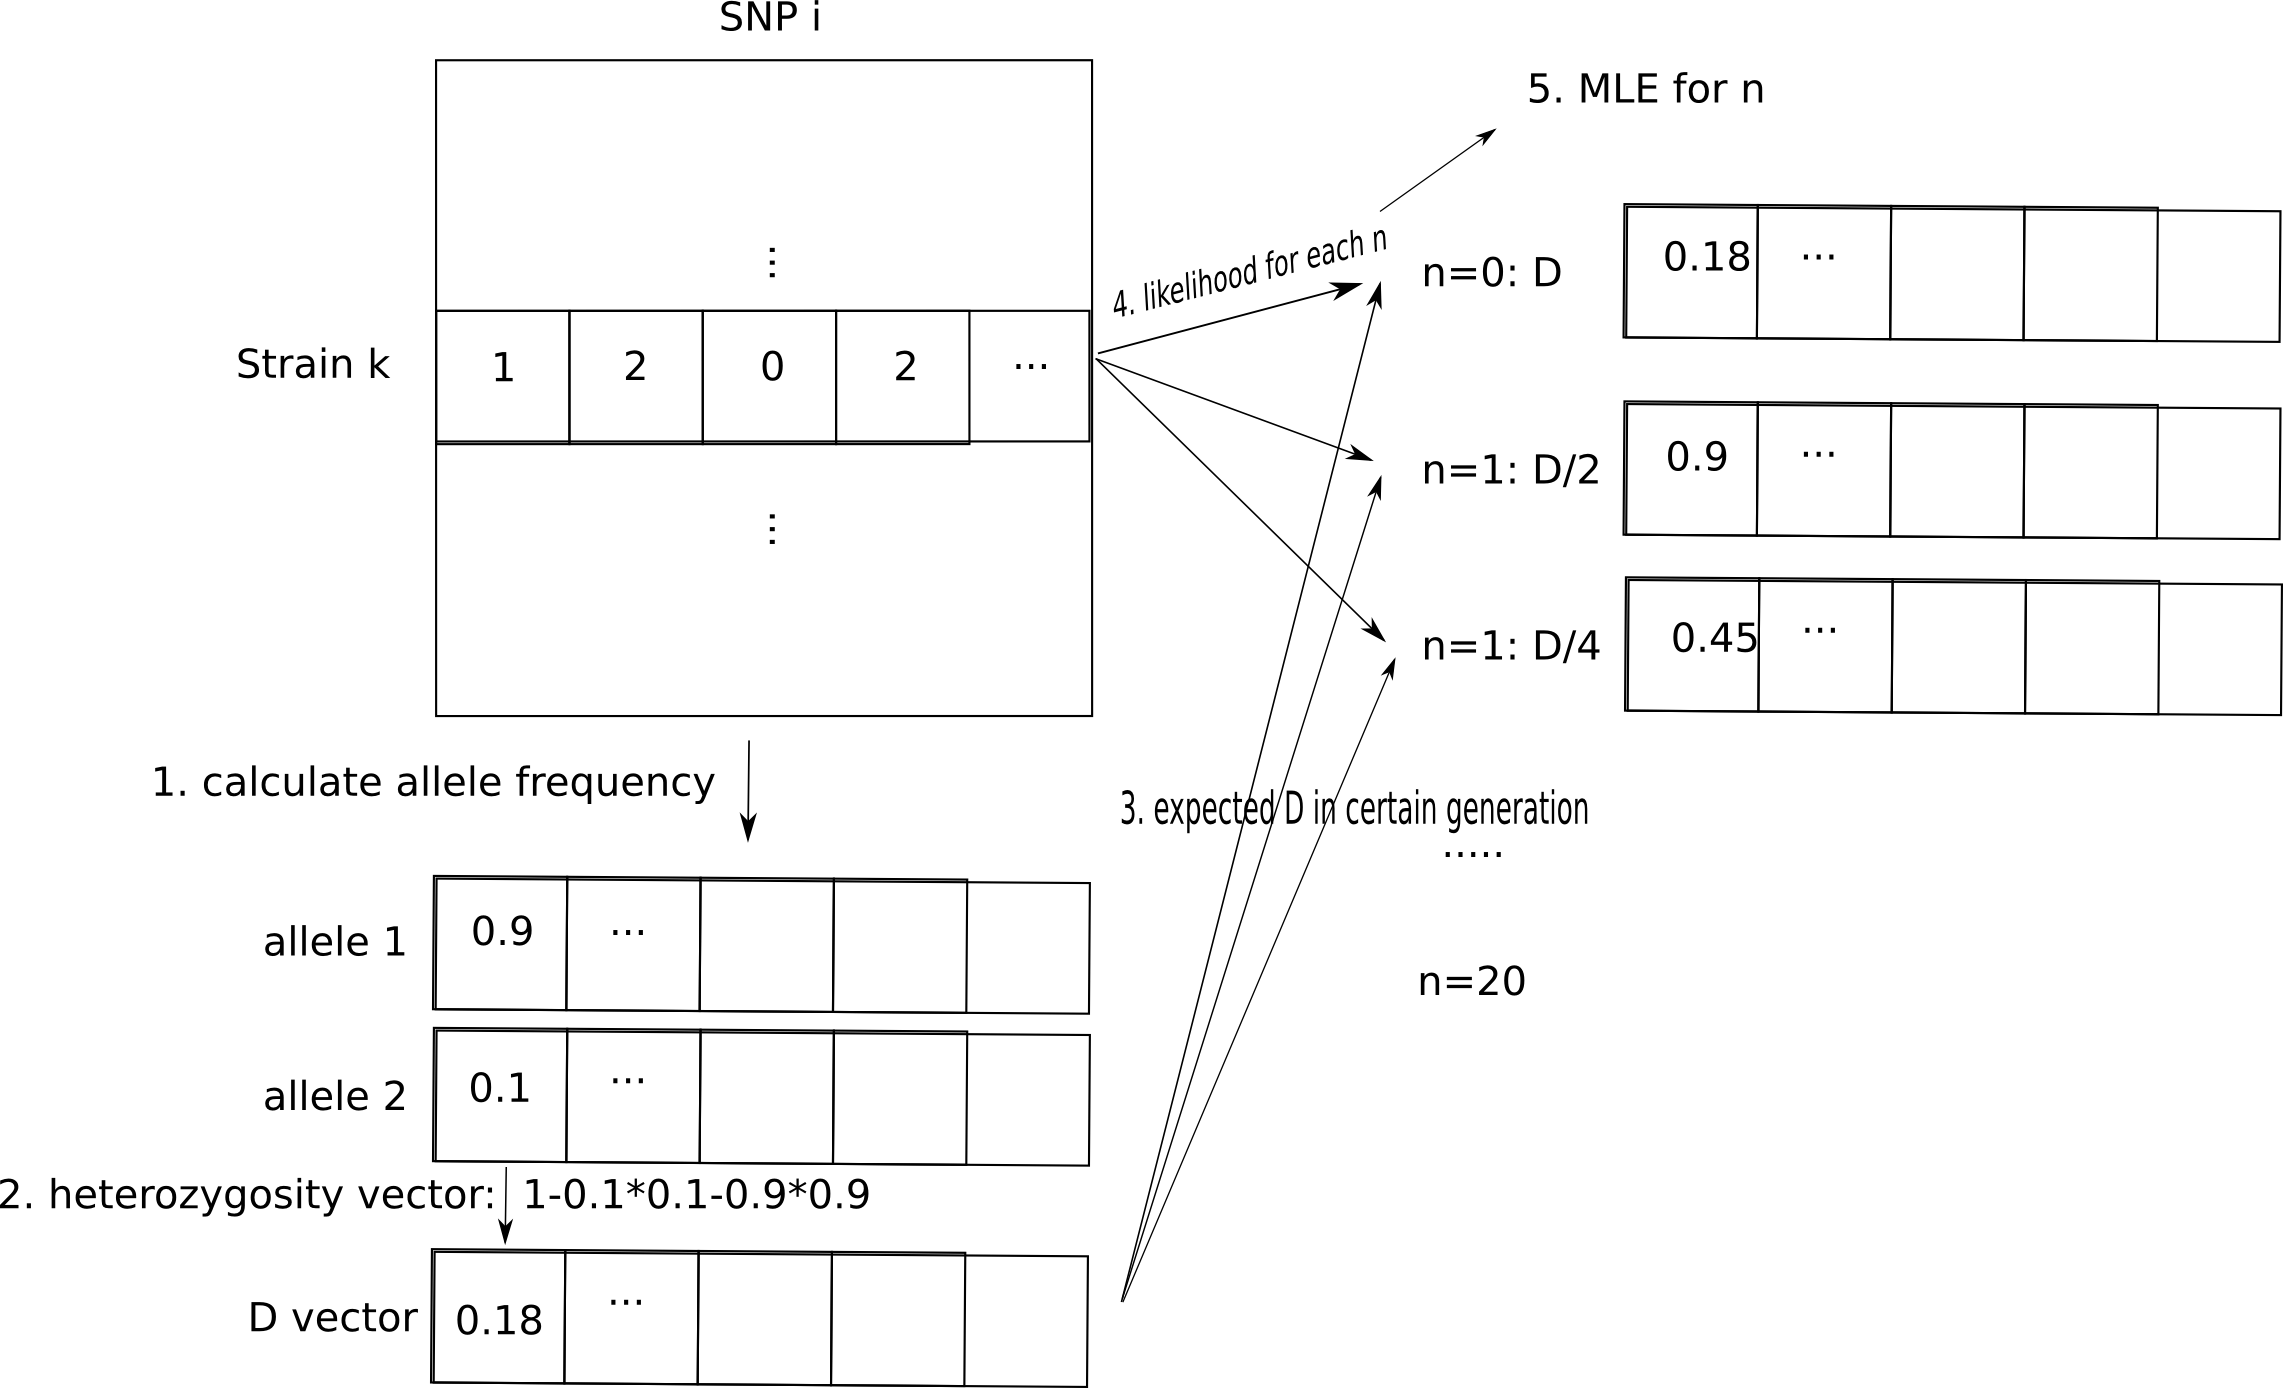 SNP i
5. MLE for n
⋮
4. likelihood for each n
n=0: D
0.18
...
Strain k
1
2
0
2
...
n=1: D/2
0.9
...
⋮
n=1: D/4
0.45
...
1. calculate allele frequency
3. expected D in certain generation
.....
allele 1
0.9
...
n=20
allele 2
0.1
...
2. heterozygosity vector: 1-0.1*0.1-0.9*0.9
D vector
0.18
...